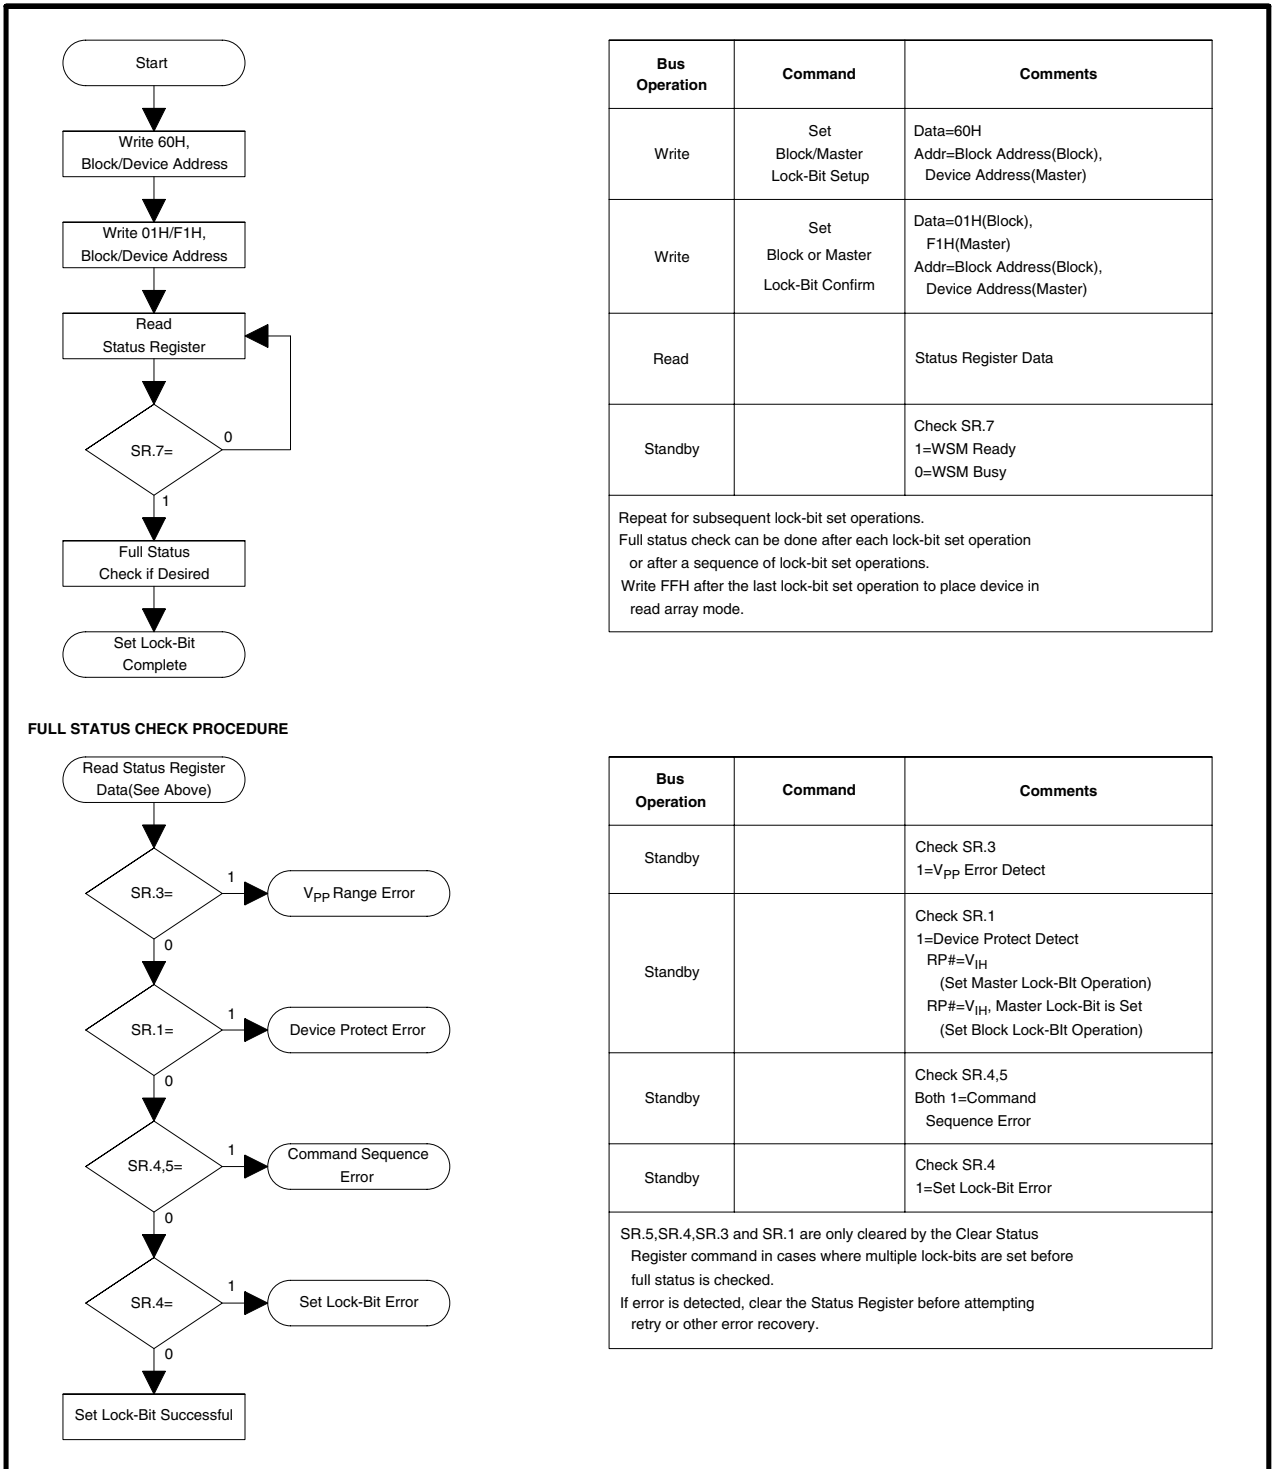 Start
Write 60H,
Block/Device Address
Write 01H/F1H,
Block/Device Address
Read
Status Register
SR.7=
0
1
Full Status
Check if Desired
Set Lock-Bit
Complete
Bus
Operation
Command
Comments
Write
Set
Block/Master
Lock-Bit Setup
Data=60H
Addr=Block Address(Block),
Device Address(Master)
Write
Set
Block or Master
Lock-Bit Confirm
Data=01H(Block),
F1H(Master)
Addr=Block Address(Block),
Device Address(Master)
Read
Status Register Data
Standby
Check SR.7
1=WSM Ready
0=WSM Busy
Repeat for subsequent lock-bit set operations.
Full status check can be done after each lock-bit set operation
or after a sequence of lock-bit set operations.
Write FFH after the last lock-bit set operation to place device in
read array mode.
FULL STATUS CHECK PROCEDURE
Read Status Register
Data(See Above)
SR.3=
1
VPP Range Error
0
SR.1=
1
Device Protect Error
0
SR.4,5=
1
Command Sequence
Error
0
SR.4=
1
Set Lock-Bit Error
0
Set Lock-Bit Successful
Bus
Operation
Command
Comments
Standby
Check SR.3
1=VPP Error Detect
Standby
Check SR.1
1=Device Protect Detect
RP#=VIH
(Set Master Lock-BIt Operation)
RP#=VIH, Master Lock-Bit is Set
(Set Block Lock-BIt Operation)
Standby
Check SR.4,5
Both 1=Command
Sequence Error
Standby
Check SR.4
1=Set Lock-Bit Error
SR.5,SR.4,SR.3 and SR.1 are only cleared by the Clear Status
Register command in cases where multiple lock-bits are set before
full status is checked.
If error is detected, clear the Status Register before attempting
retry or other error recovery.